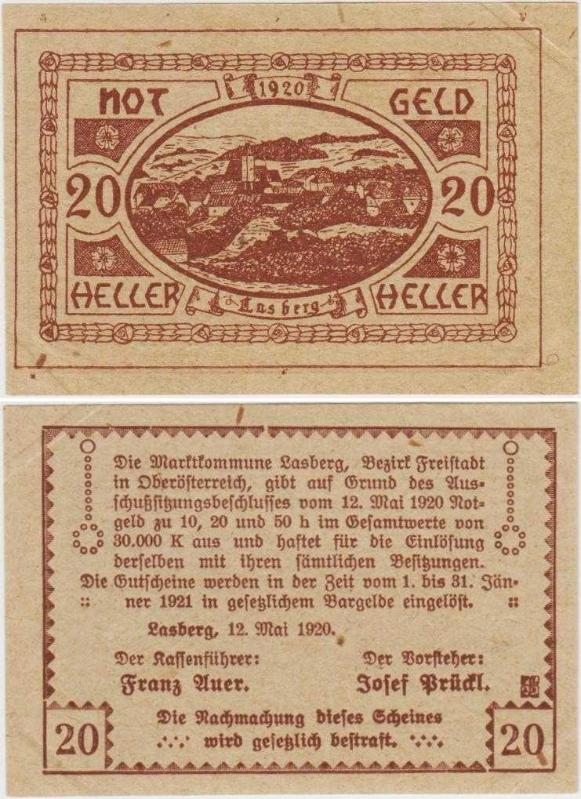 1920
NOT GELD
20 20
HELLER HELLER
Lasberg
Die Marktkommune Lasberg, Bezirk Freistadt
in Oberösterreich, gibt auf Grund des Aus-
schußsitzungsbeschlusses vom 12. Mai 1920 Not-
geld zu 10, 20 und 50 h im Gesamtwerte von
30.000 K aus und haftet für die Einlösung
derselben mit ihren sämtlichen Besitzungen.
Die Gutscheine werden in der Zeit vom 1. bis 31. Jän-
ner 1921 in gesetzlichem Bargelde eingelöst.
Lasberg, 12. Mai 1920.
Der Kassenführer: Der Vorsteher:
Franz Auer. Josef Prückl.
Die Nachmachung dieses Scheines
wird gesetzlich bestraft.
20 20